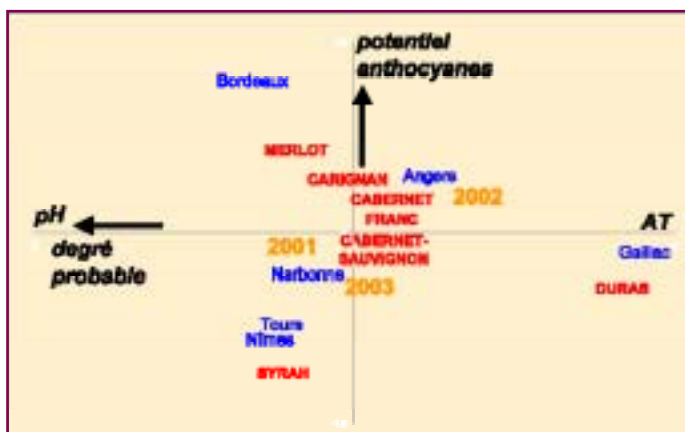 potentiel
anthocyanes
Bordeaux
MERLOT
CARIGNAN
Angers
CABERNET
FRANC
2002
pH
AT
degré
probable
2001
CABERNET-
SAUVIGNON
Gaillac
Narbonne
2003
DURAS
Tours
Nîmes
SYRAH